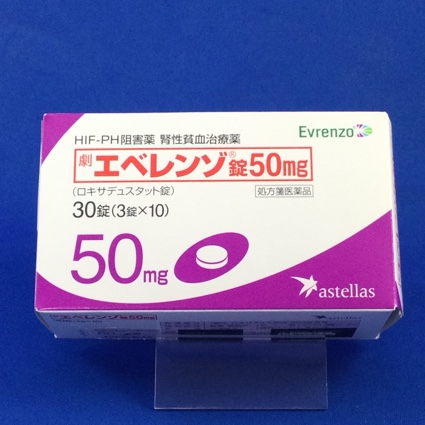 Evrenzo
HIF-PH阻害薬 腎性貧血治療薬
劇 エベレンゾ®錠50mg
(ロキサデュスタット錠)
処方箋医薬品
30錠(3錠×10)
50mg
astellas
エベレンゾ錠50mg